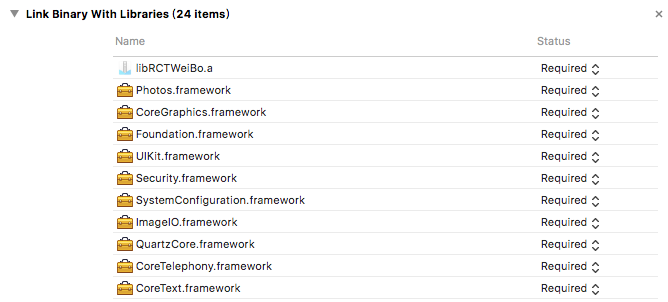 Link Binary With Libraries (24 items)
Name Status
libRCTWeiBo.a Required
Photos.framework Required
CoreGraphics.framework Required
Foundation.framework Required
UIKit.framework Required
Security.framework Required
SystemConfiguration.framework Required
ImageIO.framework Required
QuartzCore.framework Required
CoreTelephony.framework Required
CoreText.framework Required